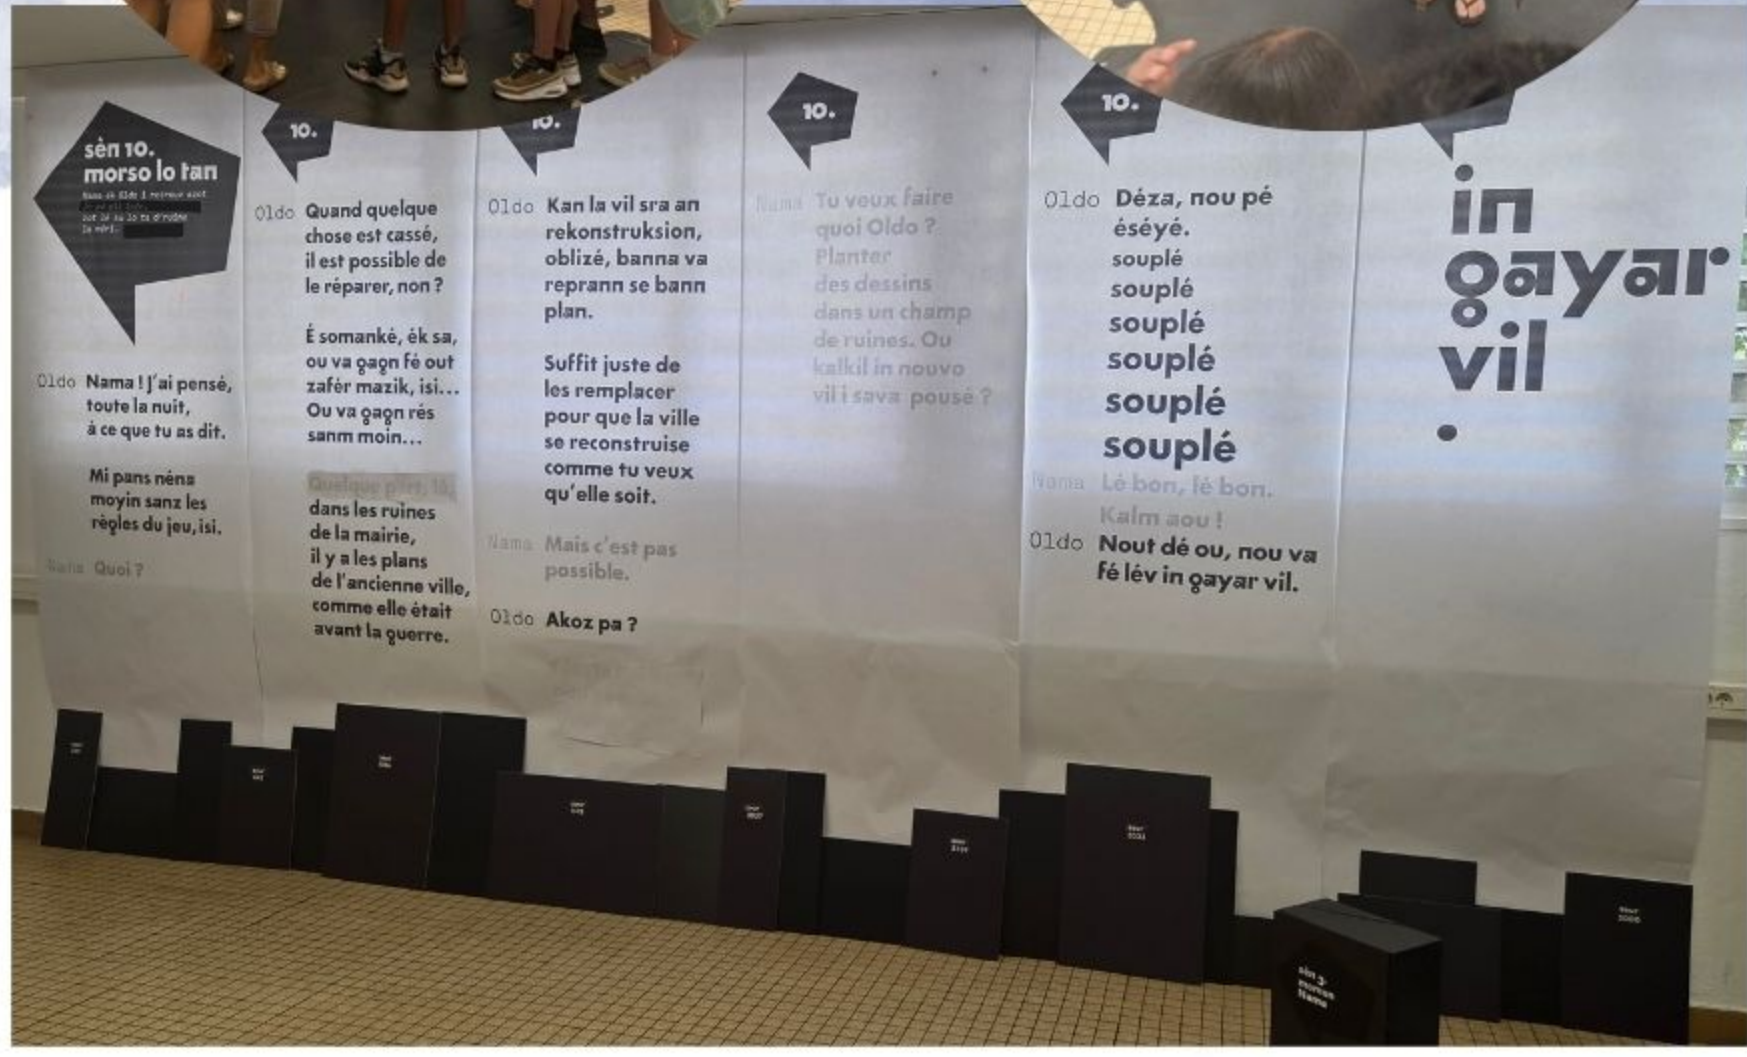 sèn 10.
morso lo tan
10.
Oldo Nama ! J'ai pensé,
toute la nuit,
à ce que tu as dit.
Mi pans néna
moyin sanz les
règles du jeu, isi.
Nama Quoi ?
Oldo Quand quelque
chose est cassé,
il est possible de
le réparer, non ?
É somanké, ék sa,
ou va gagn fé out
zafèr mazik, isi...
Ou va gagn rés
sanm moin...
Quelque part, là,
dans les ruines
de la mairie,
il y a les plans
de l'ancienne ville,
comme elle était
avant la guerre.
10.
Oldo Kan la vil sra an
rekonstruksion,
oblizé, banna va
reprann se bann
plan.
Suffit juste de
les remplacer
pour que la ville
se reconstruise
comme tu veux
qu'elle soit.
Nama Mais c'est pas
possible.
Oldo Akoz pa ?
10.
Nama Tu veux faire
quoi Oldo ?
Planter
des dessins
dans un champ
de ruines. Ou
kalkil in nouvo
vil i sava pousé ?
10.
Oldo Déza, nou pé
éséyé.
souplé
souplé
souplé
souplé
souplé
souplé
Nama Lé bon, lé bon.
Kalm aou !
Oldo Nout dé ou, nou va
fé lév in gayar vil.
in
gayar
vil
.
sèn 3.
Nama